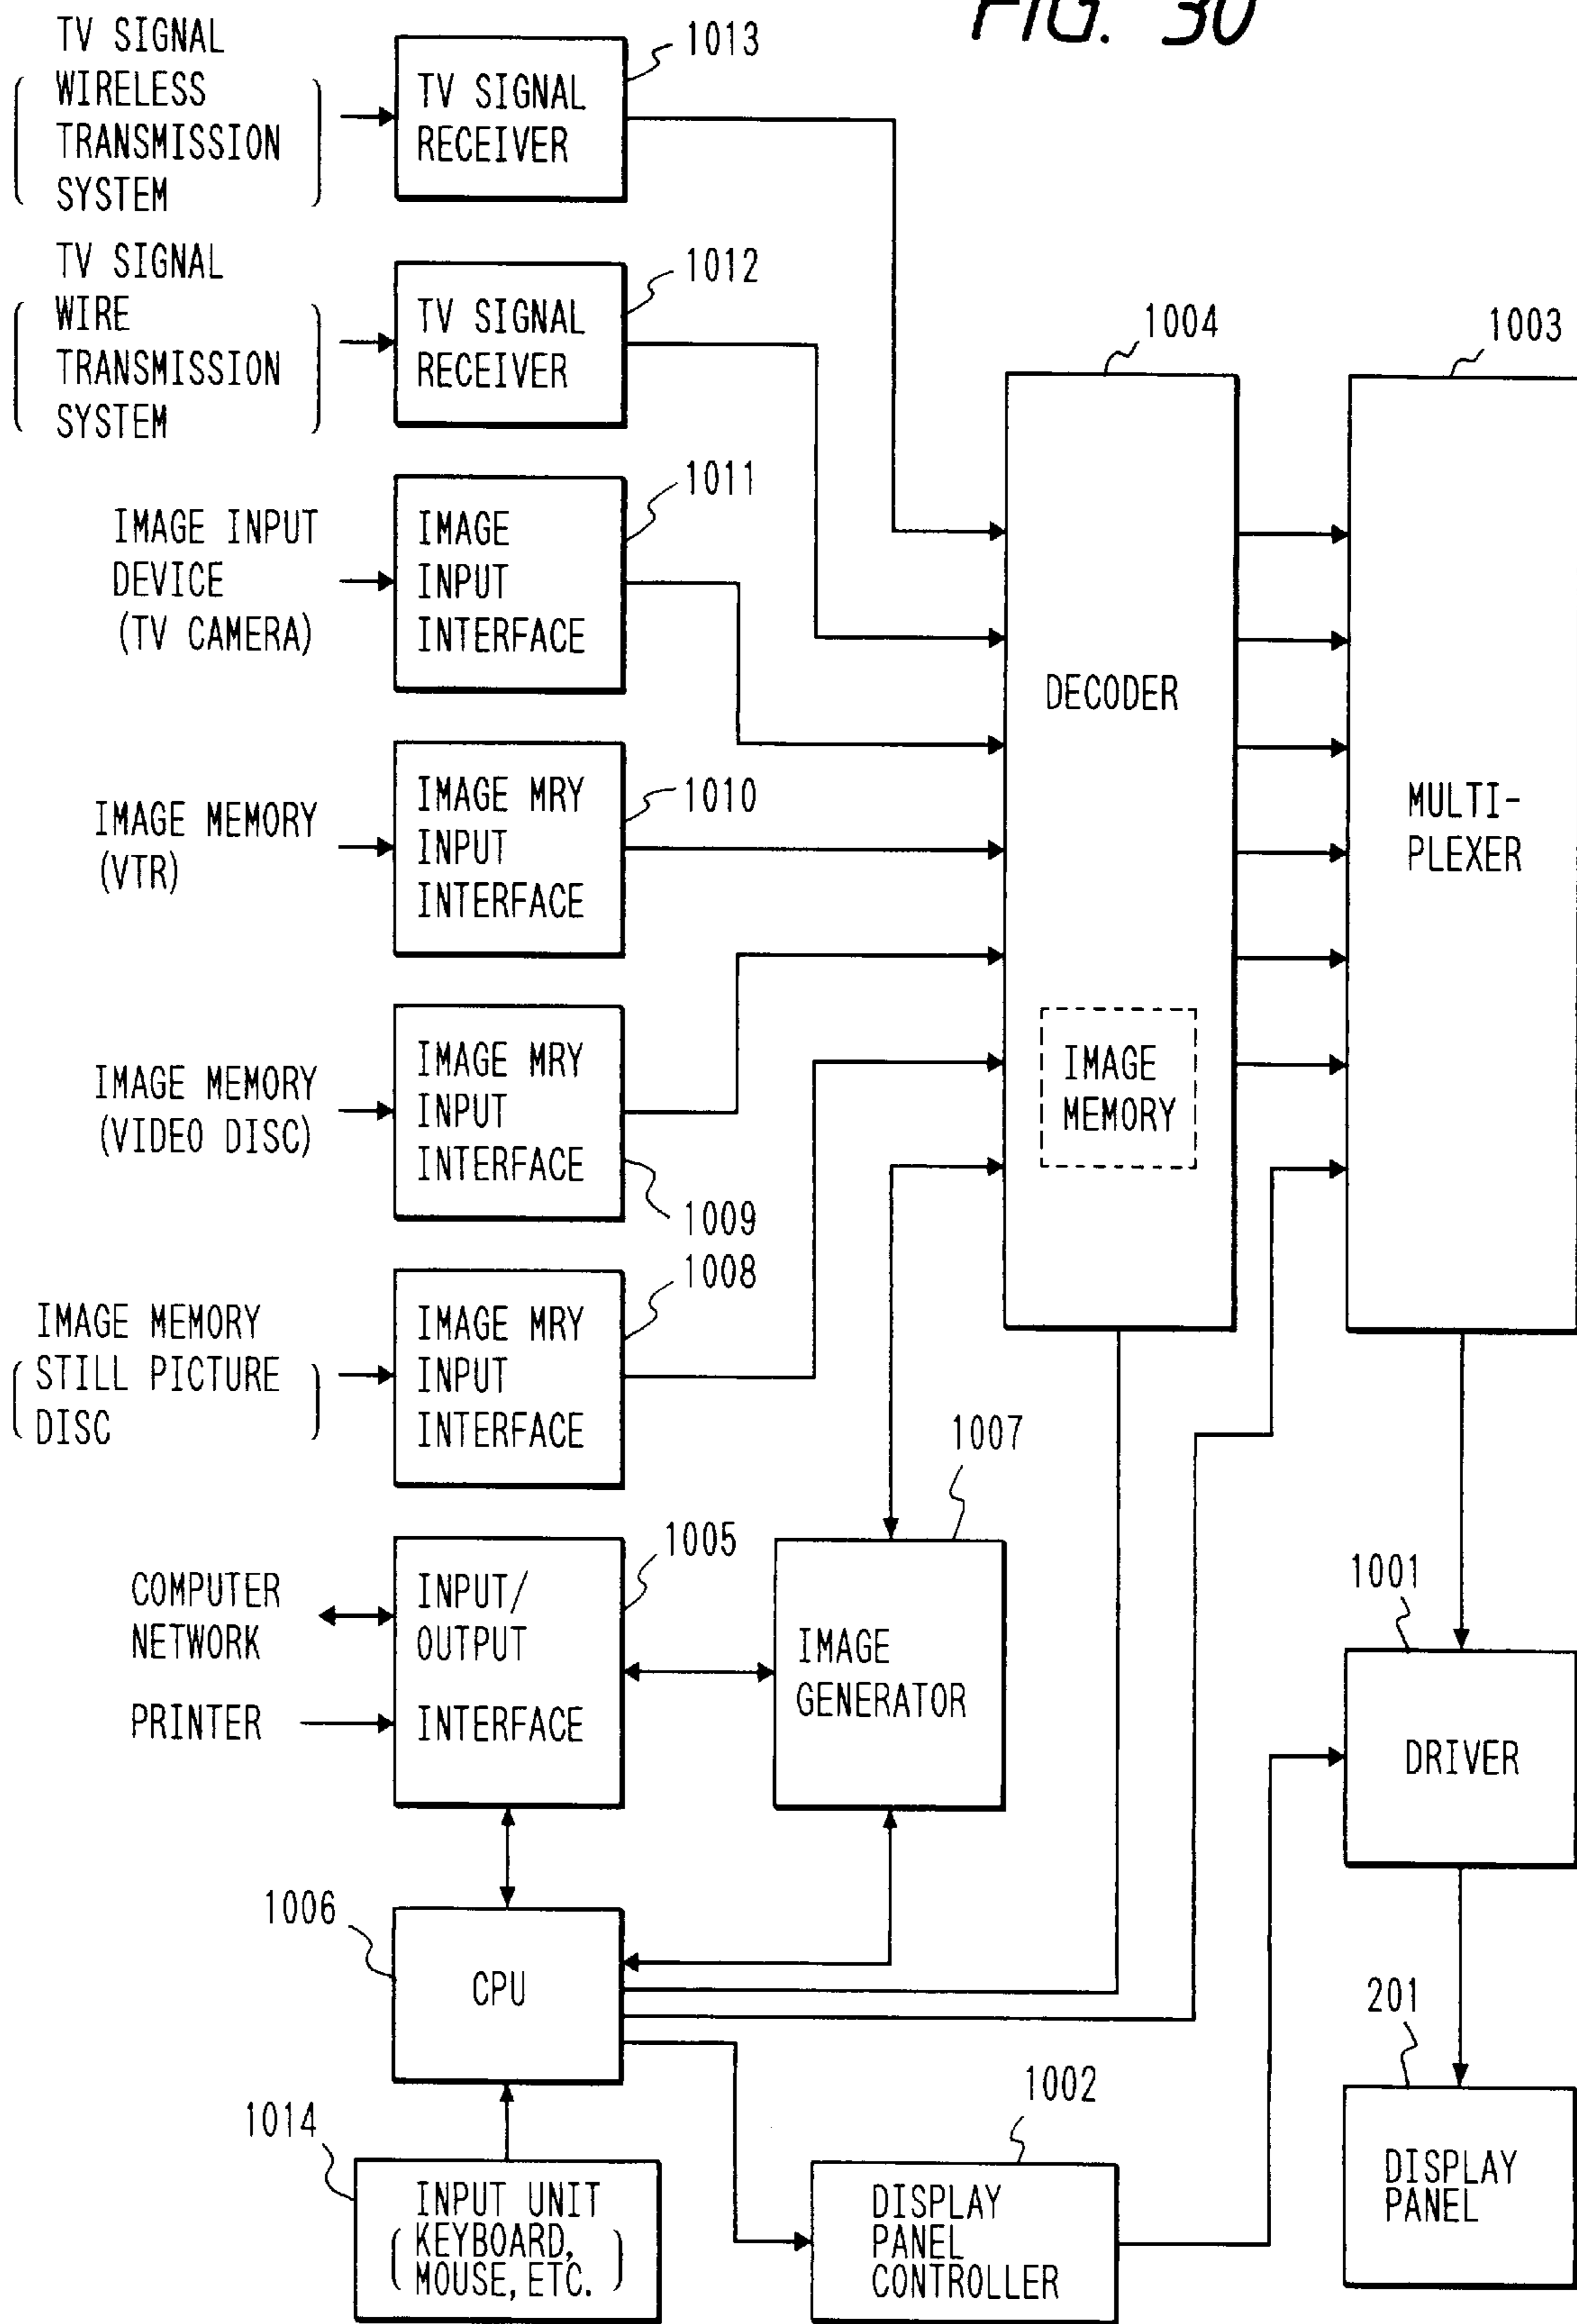 FIG. 30
TV SIGNAL
WIRELESS
TRANSMISSION
SYSTEM
TV SIGNAL
RECEIVER
1013
TV SIGNAL
WIRE
TRANSMISSION
SYSTEM
TV SIGNAL
RECEIVER
1012
IMAGE INPUT
DEVICE
(TV CAMERA)
IMAGE
INPUT
INTERFACE
1011
IMAGE MEMORY
(VTR)
IMAGE MRY
INPUT
INTERFACE
1010
IMAGE MEMORY
(VIDEO DISC)
IMAGE MRY
INPUT
INTERFACE
1009
IMAGE MEMORY
STILL PICTURE
DISC
IMAGE MRY
INPUT
INTERFACE
1008
1004
DECODER
IMAGE
MEMORY
1003
MULTI-
PLEXER
COMPUTER
NETWORK
PRINTER
INPUT/
OUTPUT
INTERFACE
1005
IMAGE
GENERATOR
1007
1001
DRIVER
1006
CPU
201
DISPLAY
PANEL
1014
INPUT UNIT
(KEYBOARD,
MOUSE, ETC.)
1002
DISPLAY
PANEL
CONTROLLER